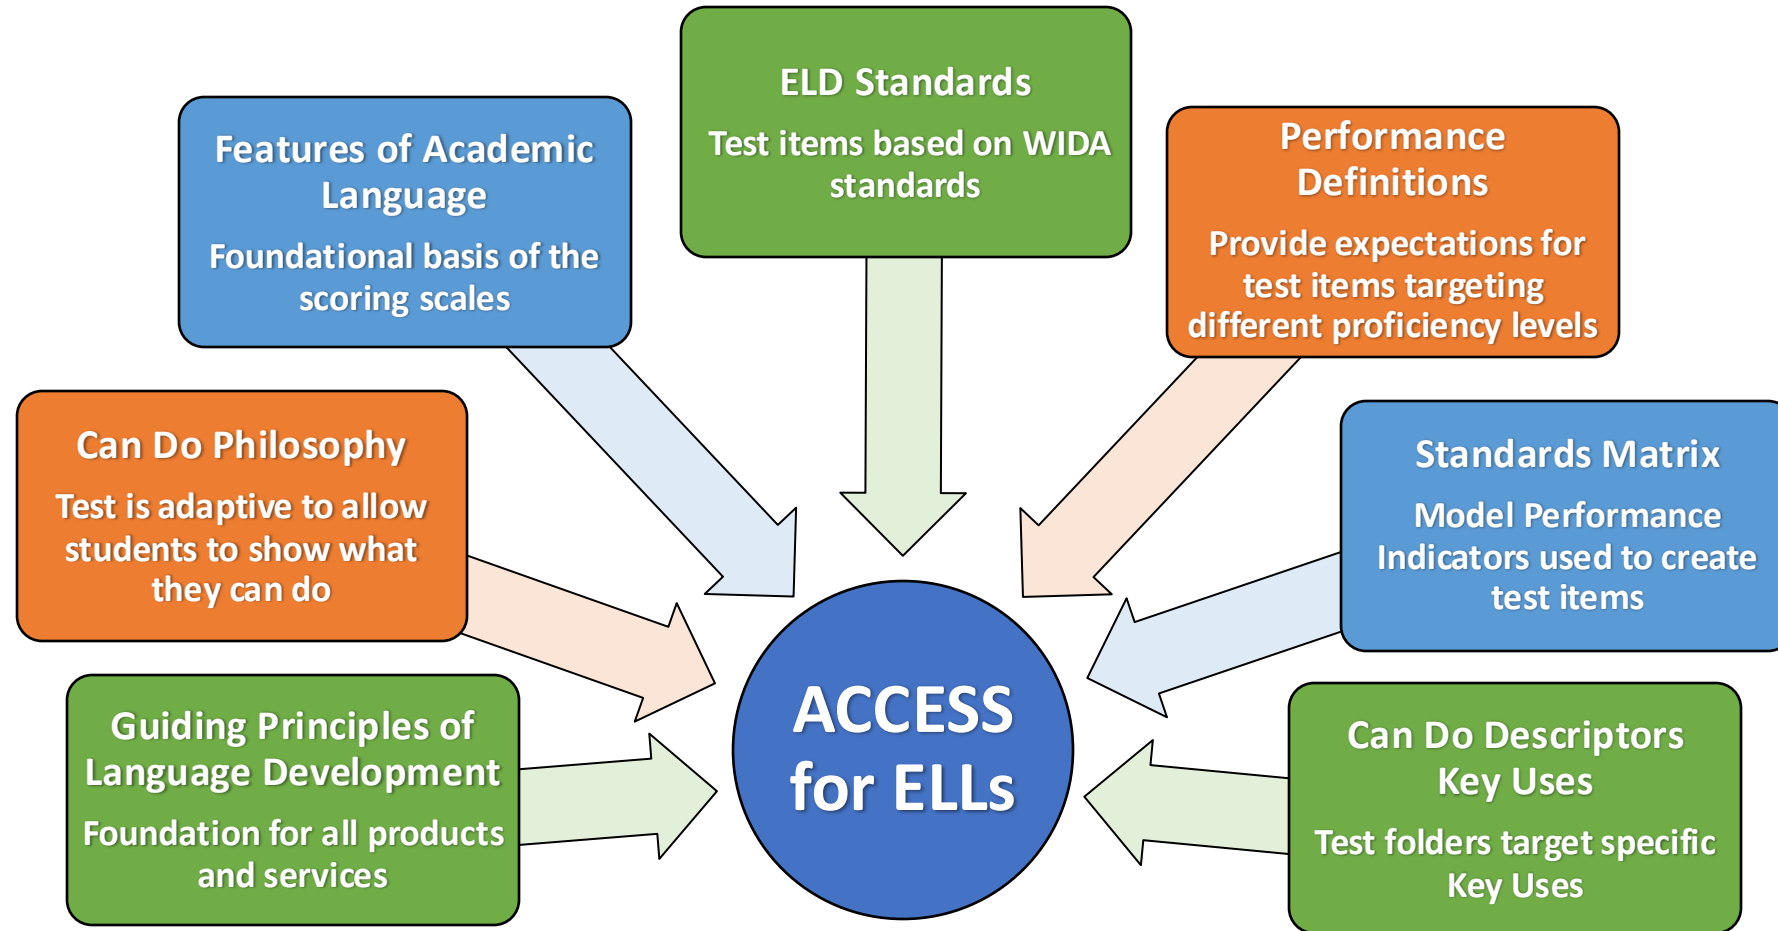 ELD Standards
Test items based on WIDA
standards
Features of Academic
Language
Foundational basis of the
scoring scales
Performance
Definitions
Provide expectations for
test items targeting
different proficiency levels
Can Do Philosophy
Test is adaptive to allow
students to show what
they can do
Standards Matrix
Model Performance
Indicators used to create
test items
Guiding Principles of
Language Development
Foundation for all products
and services
ACCESS
for ELLs
Can Do Descriptors
Key Uses
Test folders target specific
Key Uses